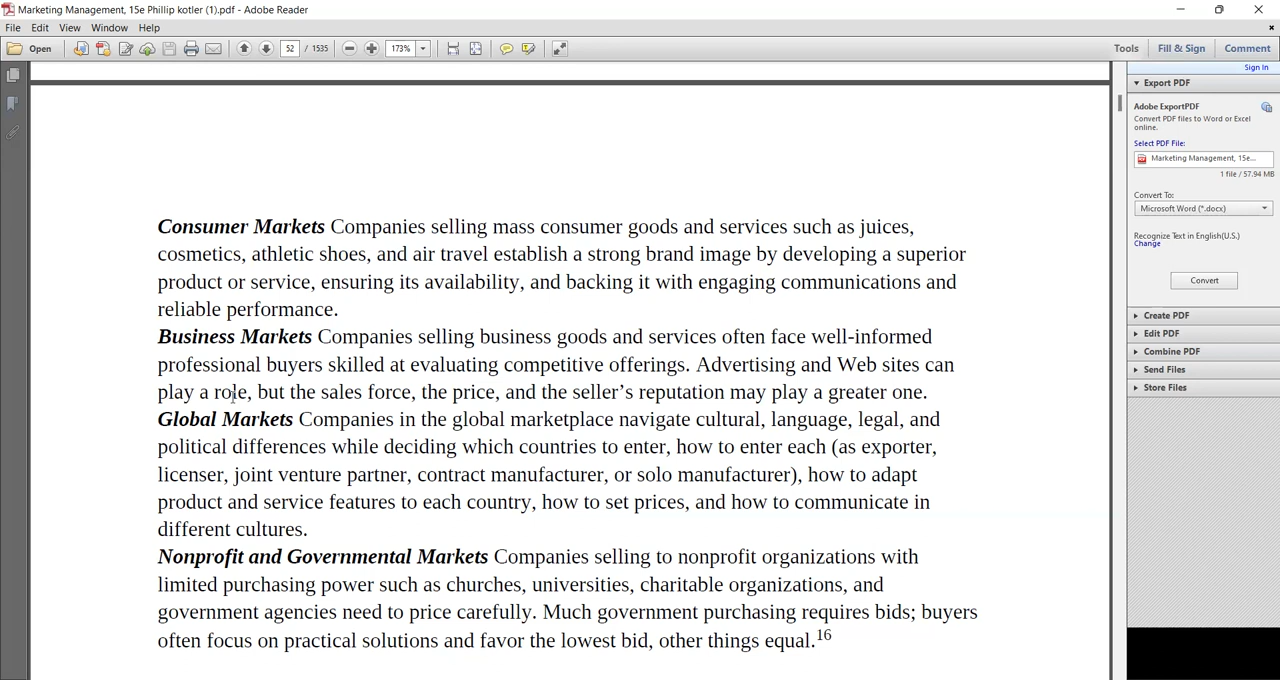 Marketing Management, 15e Phillip kotler (1).pdf - Adobe Reader
File Edit View Window Help
Open 52 / 1535 173% Tools Fill & Sign Comment
Sign In
Export PDF
Adobe ExportPDF
Convert PDF files to Word or Excel
online.
Select PDF File:
Marketing Management, 15e...
1 file / 57.94 MB
Convert To:
Microsoft Word (*.docx)
Recognize Text in English(U.S.)
Change
Convert
Create PDF
Edit PDF
Combine PDF
Send Files
Store Files
Consumer Markets Companies selling mass consumer goods and services such as juices,
cosmetics, athletic shoes, and air travel establish a strong brand image by developing a superior
product or service, ensuring its availability, and backing it with engaging communications and
reliable performance.
Business Markets Companies selling business goods and services often face well-informed
professional buyers skilled at evaluating competitive offerings. Advertising and Web sites can
play a role, but the sales force, the price, and the seller’s reputation may play a greater one.
Global Markets Companies in the global marketplace navigate cultural, language, legal, and
political differences while deciding which countries to enter, how to enter each (as exporter,
licenser, joint venture partner, contract manufacturer, or solo manufacturer), how to adapt
product and service features to each country, how to set prices, and how to communicate in
different cultures.
Nonprofit and Governmental Markets Companies selling to nonprofit organizations with
limited purchasing power such as churches, universities, charitable organizations, and
government agencies need to price carefully. Much government purchasing requires bids; buyers
often focus on practical solutions and favor the lowest bid, other things equal.16